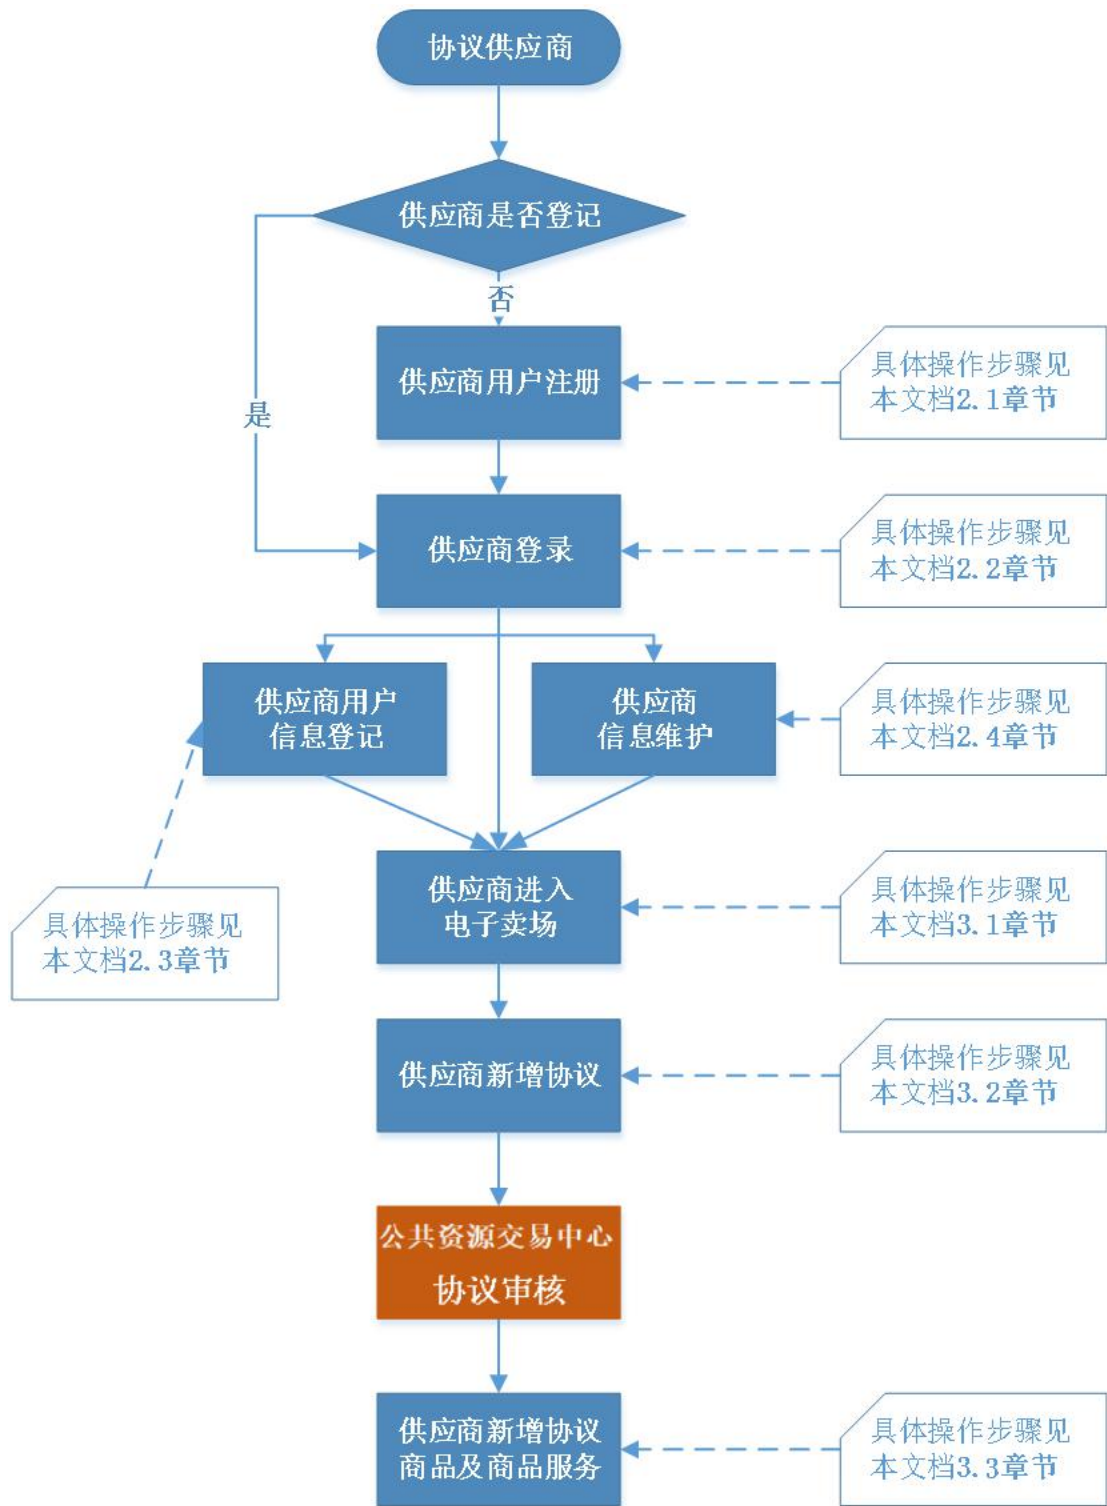 协议供应商
供应商是否登记
否
是
供应商用户注册
具体操作步骤见
本文档2.1章节
供应商登录
具体操作步骤见
本文档2.2章节
供应商用户
信息登记
供应商
信息维护
具体操作步骤见
本文档2.4章节
具体操作步骤见
本文档2.3章节
供应商进入
电子卖场
具体操作步骤见
本文档3.1章节
供应商新增协议
具体操作步骤见
本文档3.2章节
公共资源交易中心
协议审核
供应商新增协议
商品及商品服务
具体操作步骤见
本文档3.3章节